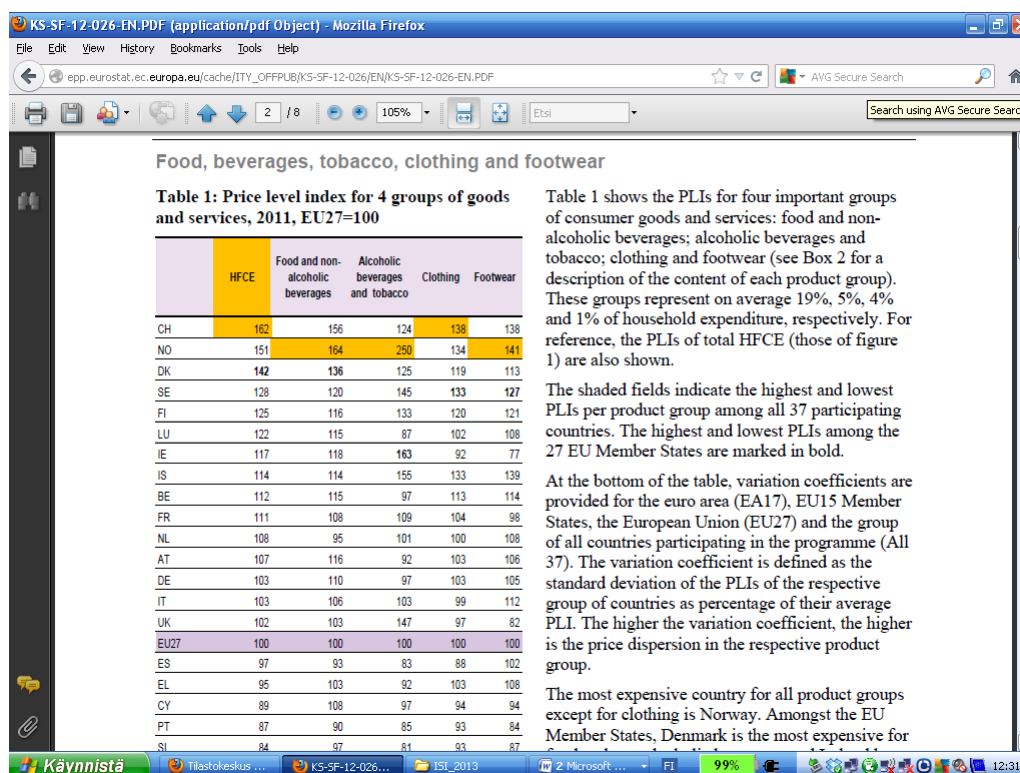 KS-SF-12-026-EN.PDF (application/pdf Object) - Mozilla Firefox
File Edit View History Bookmarks Tools Help
epp.eurostat.ec.europa.eu/cache/ITY_OFFPUB/KS-SF-12-026/EN/KS-SF-12-026-EN.PDF
AVG Secure Search
2 / 8 105% Etsi
Search using AVG Secure Searc
Food, beverages, tobacco, clothing and footwear
Table 1: Price level index for 4 groups of goods
and services, 2011, EU27=100
HFCE Food and non-alcoholic beverages Alcoholic beverages and tobacco Clothing Footwear
CH 162 156 124 138 138
NO 151 164 250 134 141
DK 142 136 125 119 113
SE 128 120 145 133 127
FI 125 116 133 120 121
LU 122 115 87 102 108
IE 117 118 163 92 77
IS 114 114 155 133 139
BE 112 115 97 113 114
FR 111 108 109 104 98
NL 108 95 101 100 108
AT 107 116 92 103 106
DE 103 110 97 103 105
IT 103 106 103 99 112
UK 102 103 147 97 82
EU27 100 100 100 100 100
ES 97 93 83 88 102
EL 95 103 92 103 108
CY 89 108 97 94 94
PT 87 90 85 93 84
SI 84 97 81 93 87
Table 1 shows the PLIs for four important groups
of consumer goods and services: food and non-
alcoholic beverages; alcoholic beverages and
tobacco; clothing and footwear (see Box 2 for a
description of the content of each product group).
These groups represent on average 19%, 5%, 4%
and 1% of household expenditure, respectively. For
reference, the PLIs of total HFCE (those of figure
1) are also shown.
The shaded fields indicate the highest and lowest
PLIs per product group among all 37 participating
countries. The highest and lowest PLIs among the
27 EU Member States are marked in bold.
At the bottom of the table, variation coefficients are
provided for the euro area (EA17), EU15 Member
States, the European Union (EU27) and the group
of all countries participating in the programme (All
37). The variation coefficient is defined as the
standard deviation of the PLIs of the respective
group of countries as percentage of their average
PLI. The higher the variation coefficient, the higher
is the price dispersion in the respective product
group.
The most expensive country for all product groups
except for clothing is Norway. Amongst the EU
Member States, Denmark is the most expensive for
Käynnistä Tilastokeskus ... KS-SF-12-026... ISI_2013 2 Microsoft ... FI 99% 12:31